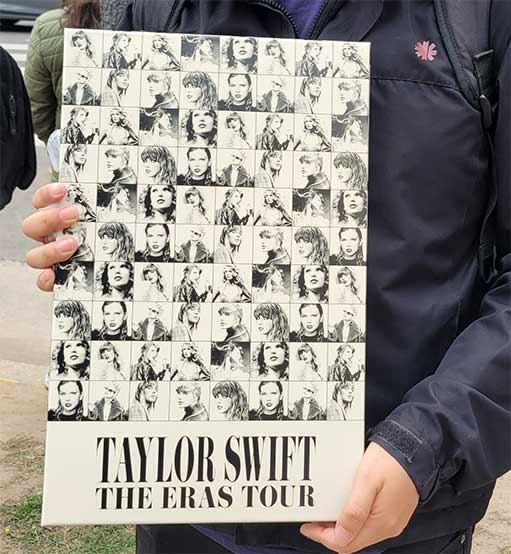 TAYLOR SWIFT
THE ERAS TOUR